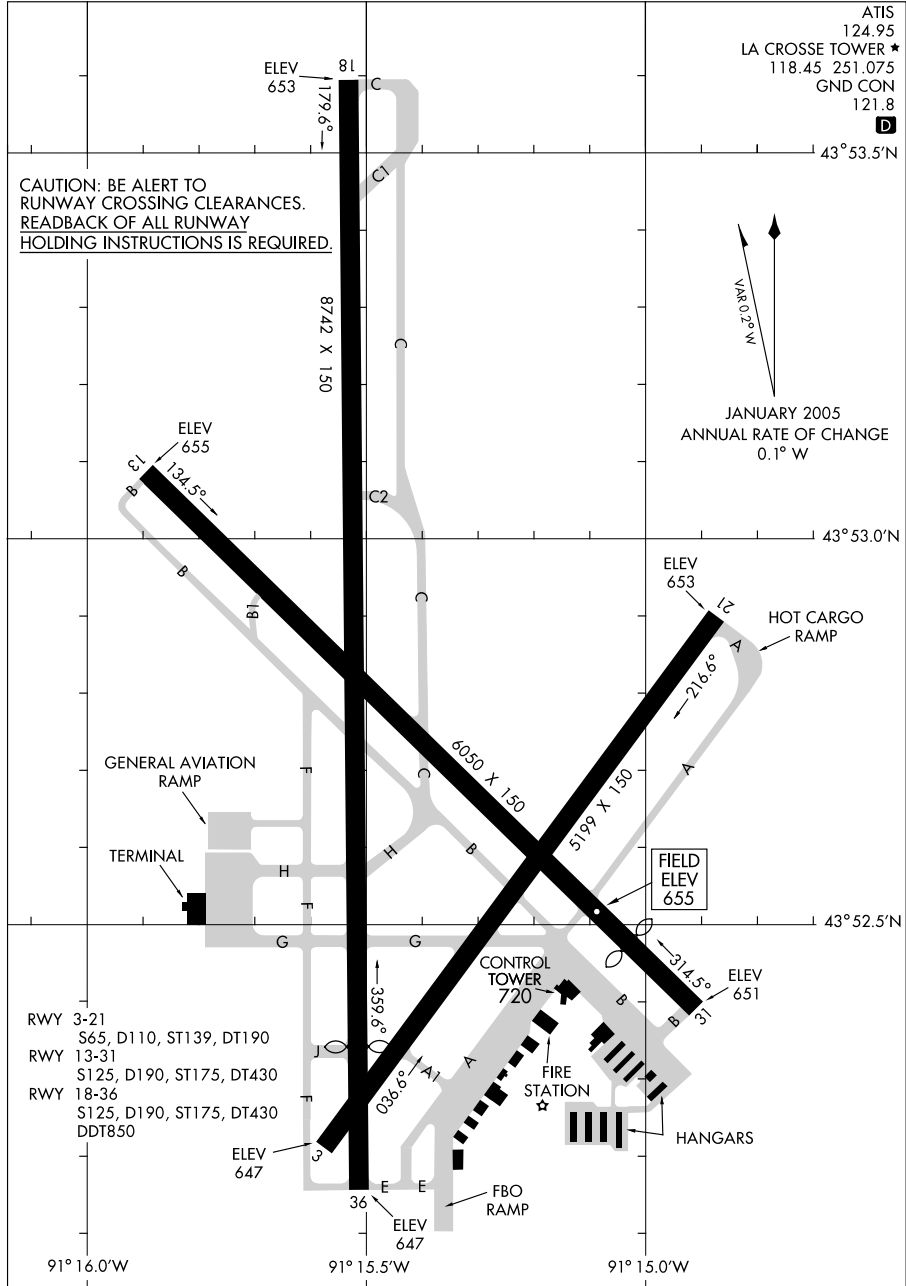 ATIS
124.95
LA CROSSE TOWER ★
118.45 251.075
GND CON
121.8
D
ELEV
653
18
C
179.6°
43°53.5'N
C1
CAUTION: BE ALERT TO
RUNWAY CROSSING CLEARANCES.
READBACK OF ALL RUNWAY
HOLDING INSTRUCTIONS IS REQUIRED.
VAR 0.2° W
8742 X 150
C
JANUARY 2005
ANNUAL RATE OF CHANGE
0.1° W
ELEV
655
13
134.5°
B
C2
43°53.0'N
B
B1
C
ELEV
653
21
HOT CARGO
RAMP
A
216.6°
GENERAL AVIATION
RAMP
F
C
6050 X 150
5199 X 150
A
TERMINAL
H
H
B
FIELD
ELEV
655
F
43°52.5'N
G
G
CONTROL
TOWER
720
314.5°
ELEV
651
31
B
B
359.6°
RWY 3-21
S65, D110, ST139, DT190
RWY 13-31
S125, D190, ST175, DT430
RWY 18-36
S125, D190, ST175, DT430
DDT850
J
A1
A
036.6°
FIRE
STATION
F
HANGARS
ELEV
647
3
E
E
36
ELEV
647
FBO
RAMP
91°16.0'W
91°15.5'W
91°15.0'W